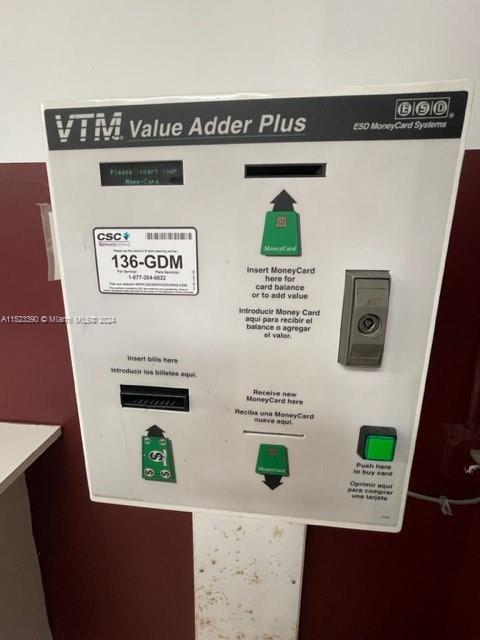 VTM® Value Adder Plus
ESD
ESD MoneyCard Systems
Please insert your
MoneyCard
CSC
SERVICEWORKS
136-GDM
For Service: Para Servicio:
1-877-264-6622
MoneyCard
Insert MoneyCard
here for
card balance
or to add value
Introducir Money Card
aquí para recibir el
balance o agregar
el valor.
A11523390 © Miami MLS® 2024
Insert bills here
Introducir los billetes aquí.
$
$
$
Receive new
MoneyCard here
Reciba una MoneyCard
nueva aquí.
MoneyCard
Push here
to buy card
Oprimir aquí
para comprar
una tarjeta